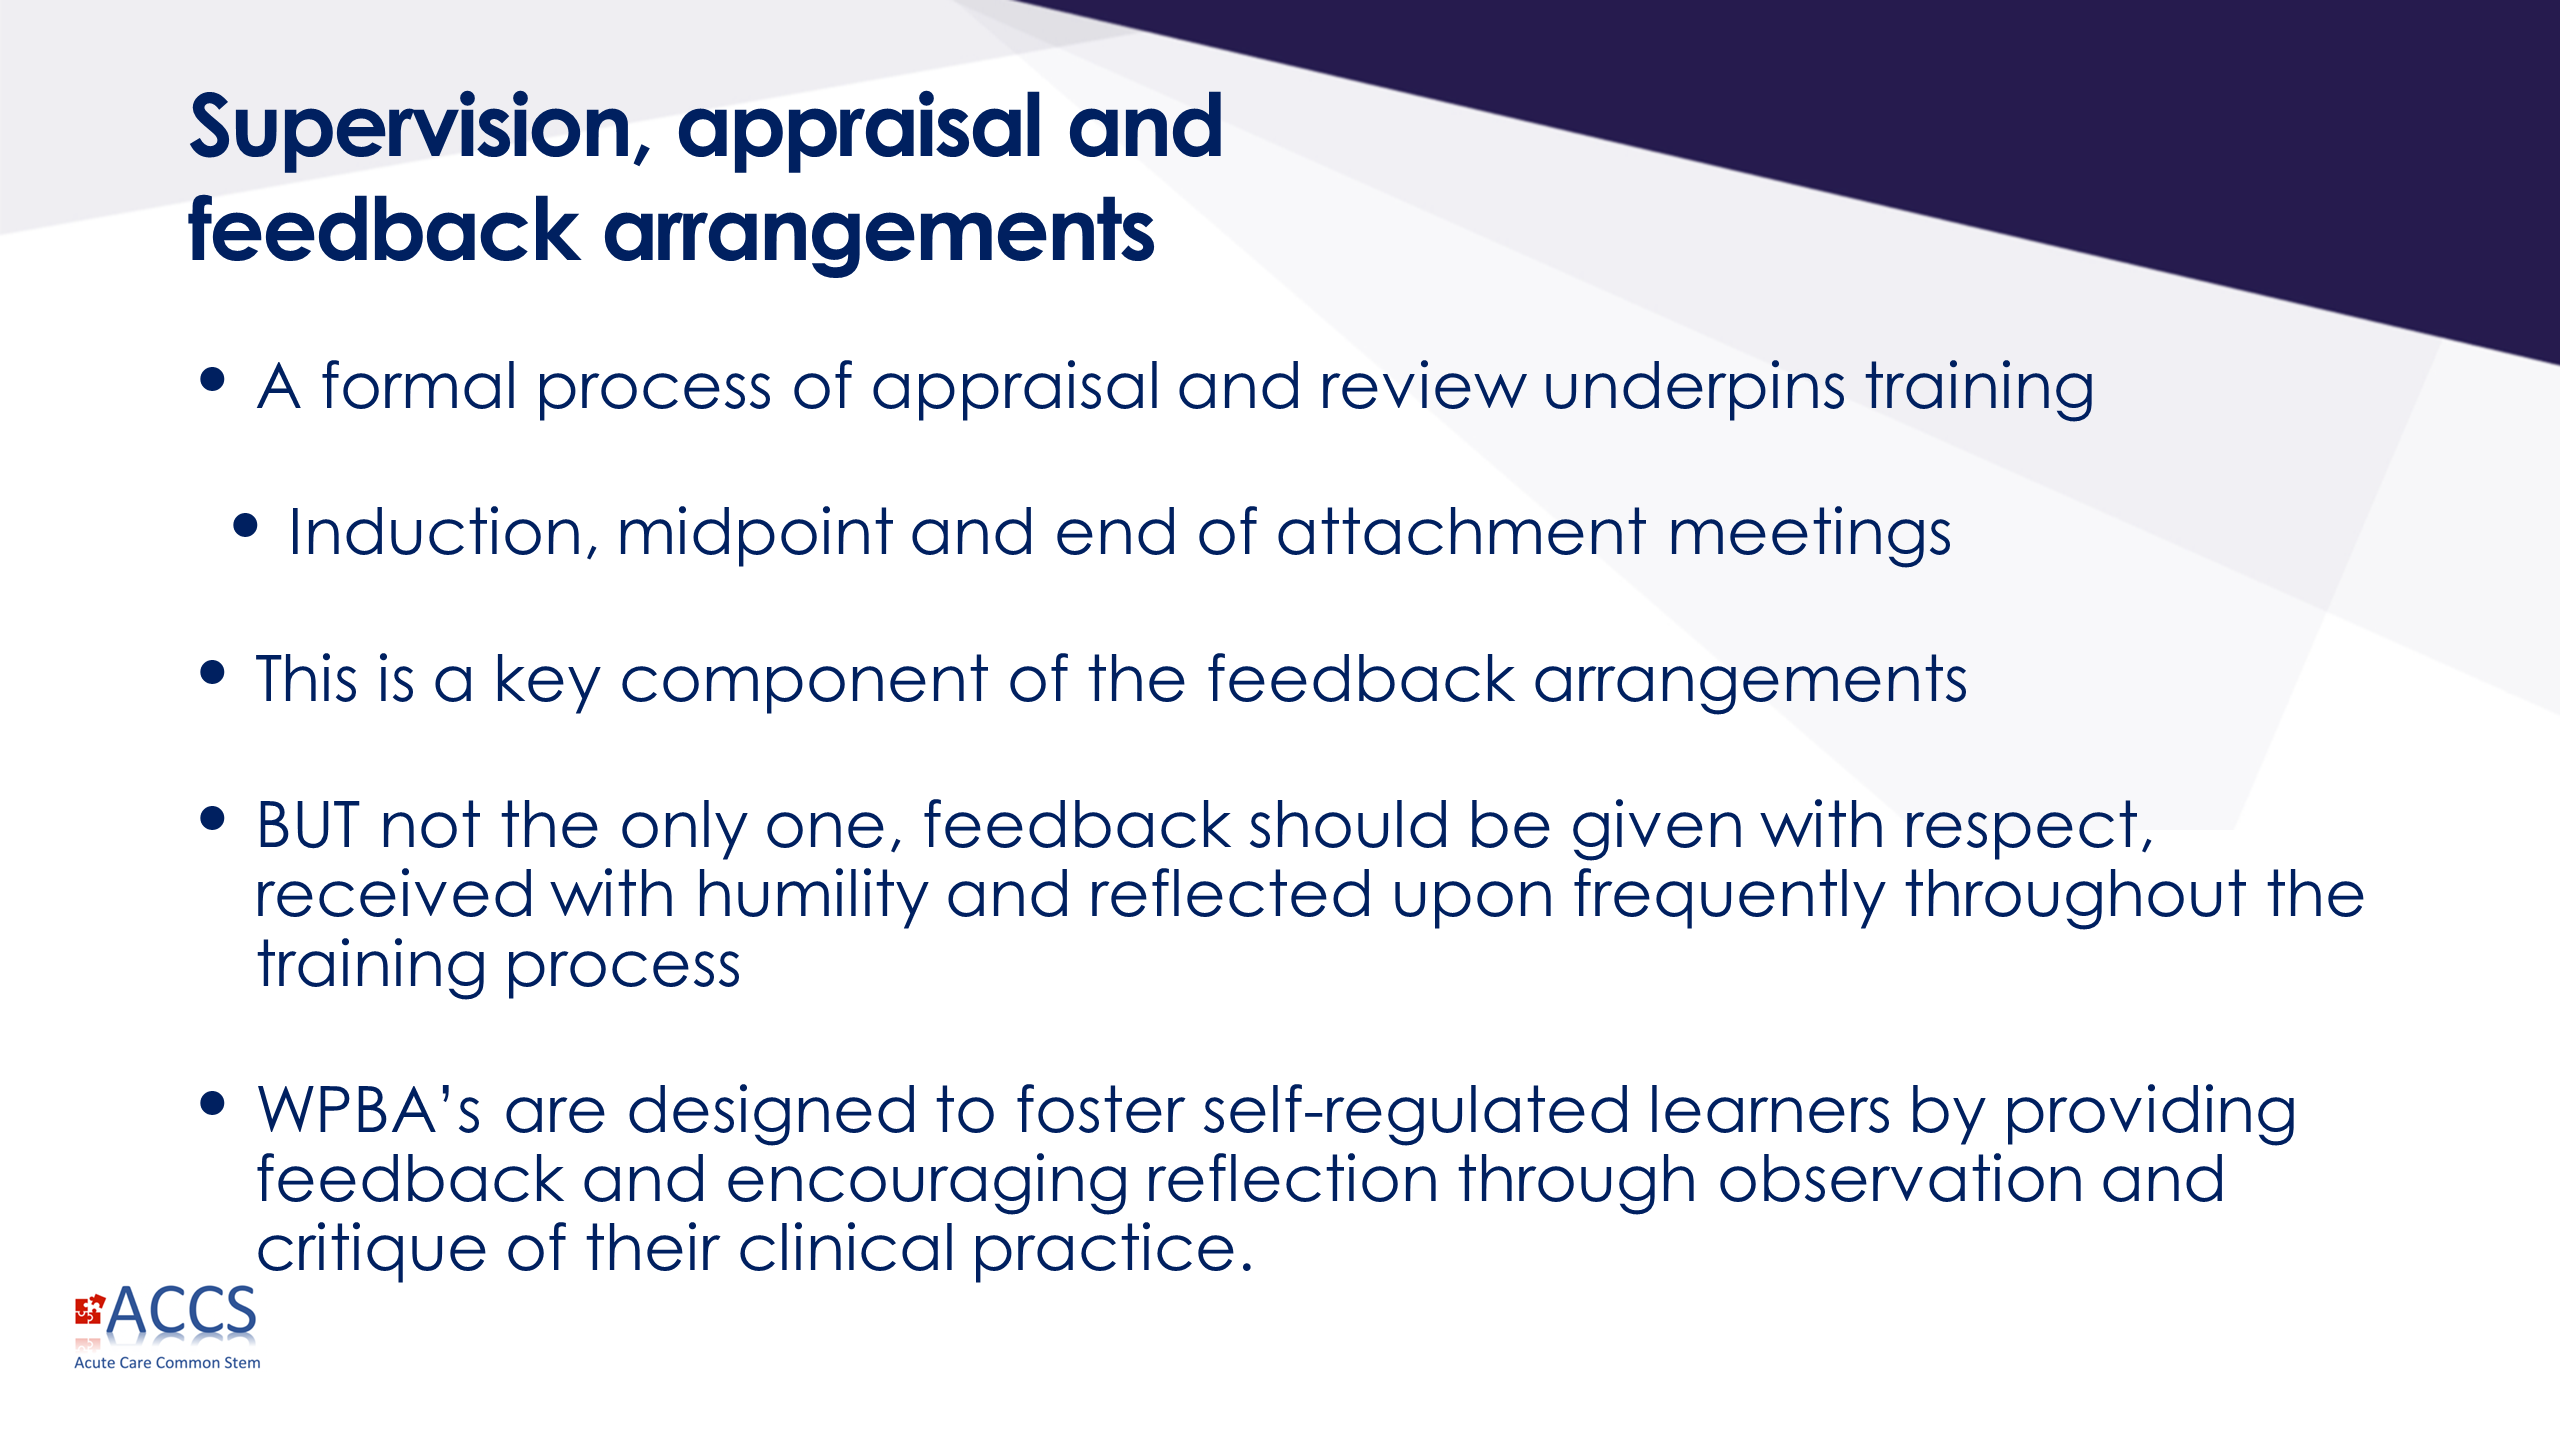 Supervision, appraisal and
feedback arrangements
• A formal process of appraisal and review underpins training
• Induction, midpoint and end of attachment meetings
• This is a key component of the feedback arrangements
• BUT not the only one, feedback should be given with respect,
received with humility and reflected upon frequently throughout the
training process
• WPBA’s are designed to foster self-regulated learners by providing
feedback and encouraging reflection through observation and
critique of their clinical practice.
ACCS
Acute Care Common Stem